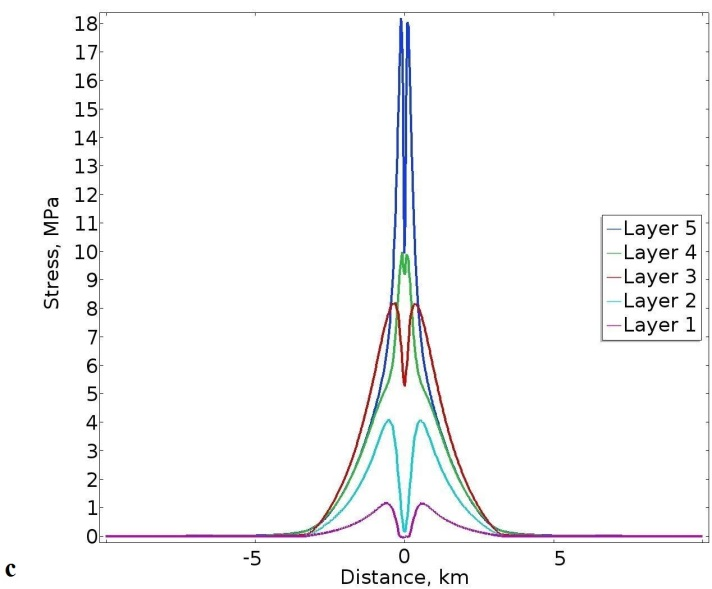 18
17
16
15
14
13
12
11
10
9
8
7
6
5
4
3
2
1
0
Stress, MPa
Layer 5
Layer 4
Layer 3
Layer 2
Layer 1
-5 0 5
Distance, km
c